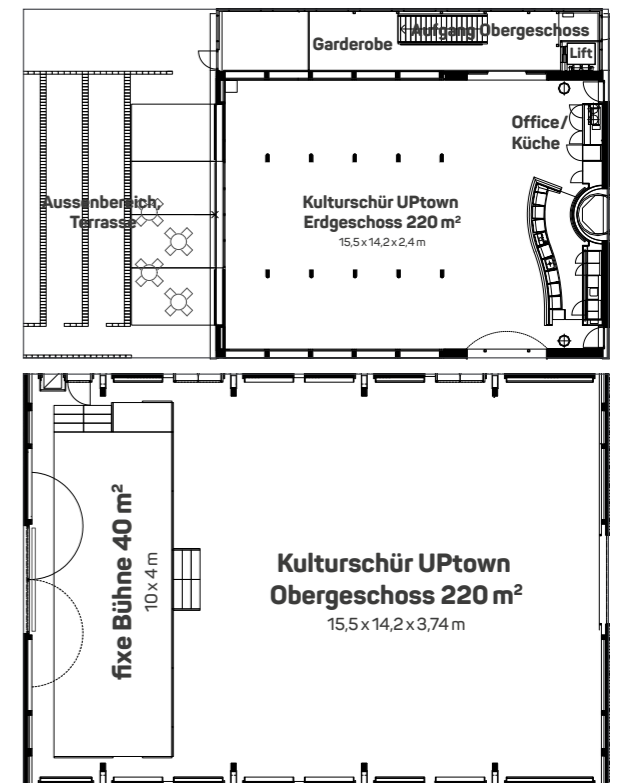 Garderobe
Aufgang Obergeschoss
Lift
Office/
Küche
Aussenbereich,
Terrasse
Kulturschür UPtown
Erdgeschoss 220 m²
15,5 x 14,2 x 2,4 m
fixe Bühne 40 m²
10 x 4 m
Kulturschür UPtown
Obergeschoss 220 m²
15,5 x 14,2 x 3,74 m